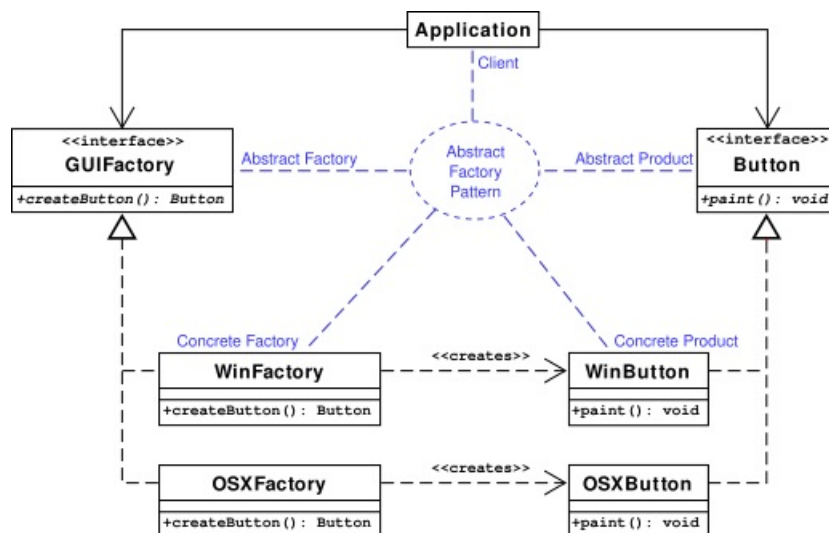 Application
Client
<<interface>>
GUIFactory
+createButton(): Button
Abstract Factory
Abstract
Factory
Pattern
Abstract Product
<<interface>>
Button
+paint(): void
Concrete Factory
Concrete Product
WinFactory
+createButton(): Button
<<creates>>
WinButton
+paint(): void
OSXFactory
+createButton(): Button
<<creates>>
OSXButton
+paint(): void